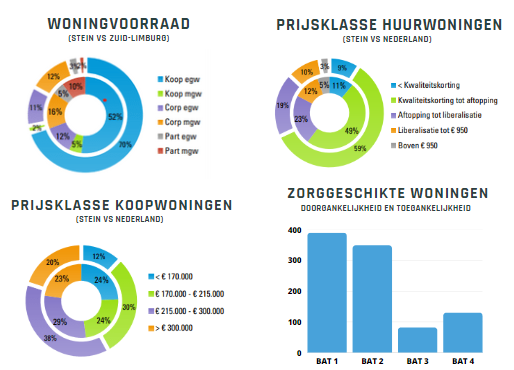 WONINGVOORRAAD
(STEIN VS ZUID-LIMBURG)
3%
2%
12%
11%
2%
70%
10%
5%
16%
12%
5%
52%
Koop egw
Koop mgw
Corp egw
Corp mgw
Part egw
Part mgw
PRIJSKLASSE HUURWONINGEN
(STEIN VS NEDERLAND)
3%
9%
10%
19%
59%
5%
11%
12%
23%
49%
< Kwaliteitskorting
Kwaliteitskorting tot aftopping
Aftopping tot liberalisatie
Liberalisatie tot € 950
Boven € 950
PRIJSKLASSE KOOPWONINGEN
(STEIN VS NEDERLAND)
20%
12%
30%
38%
23%
24%
29%
24%
< € 170.000
€ 170.000 - € 215.000
€ 215.000 - € 300.000
> € 300.000
ZORGGESCHIKTE WONINGEN
DOORGANKELIJKHEID EN TOEGANKELIJKHEID
400
300
200
100
0
BAT 1 BAT 2 BAT 3 BAT 4